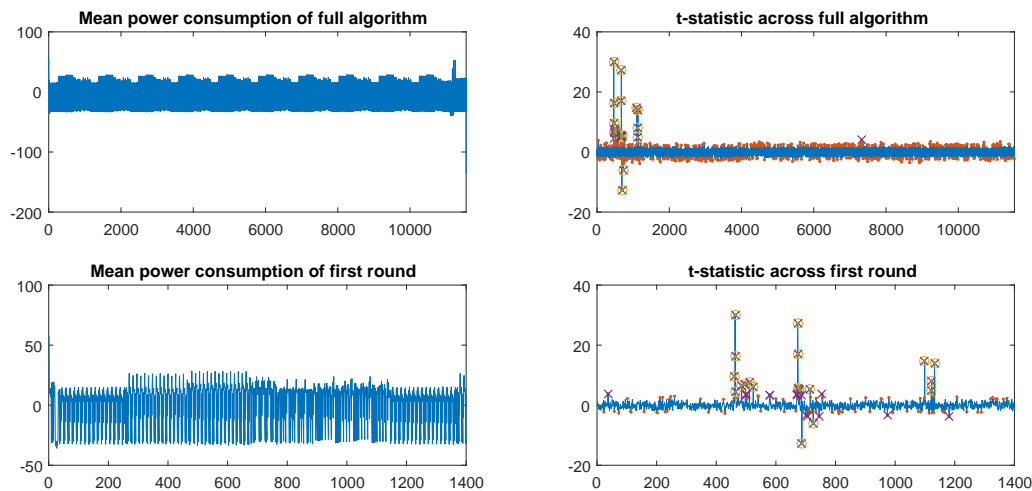 Mean power consumption of full algorithm
100
0
-100
-200
0 2000 4000 6000 8000 10000
t-statistic across full algorithm
40
20
0
-20
0 2000 4000 6000 8000 10000
Mean power consumption of first round
100
50
0
-50
0 200 400 600 800 1000 1200 1400
t-statistic across first round
40
20
0
-20
0 200 400 600 800 1000 1200 1400